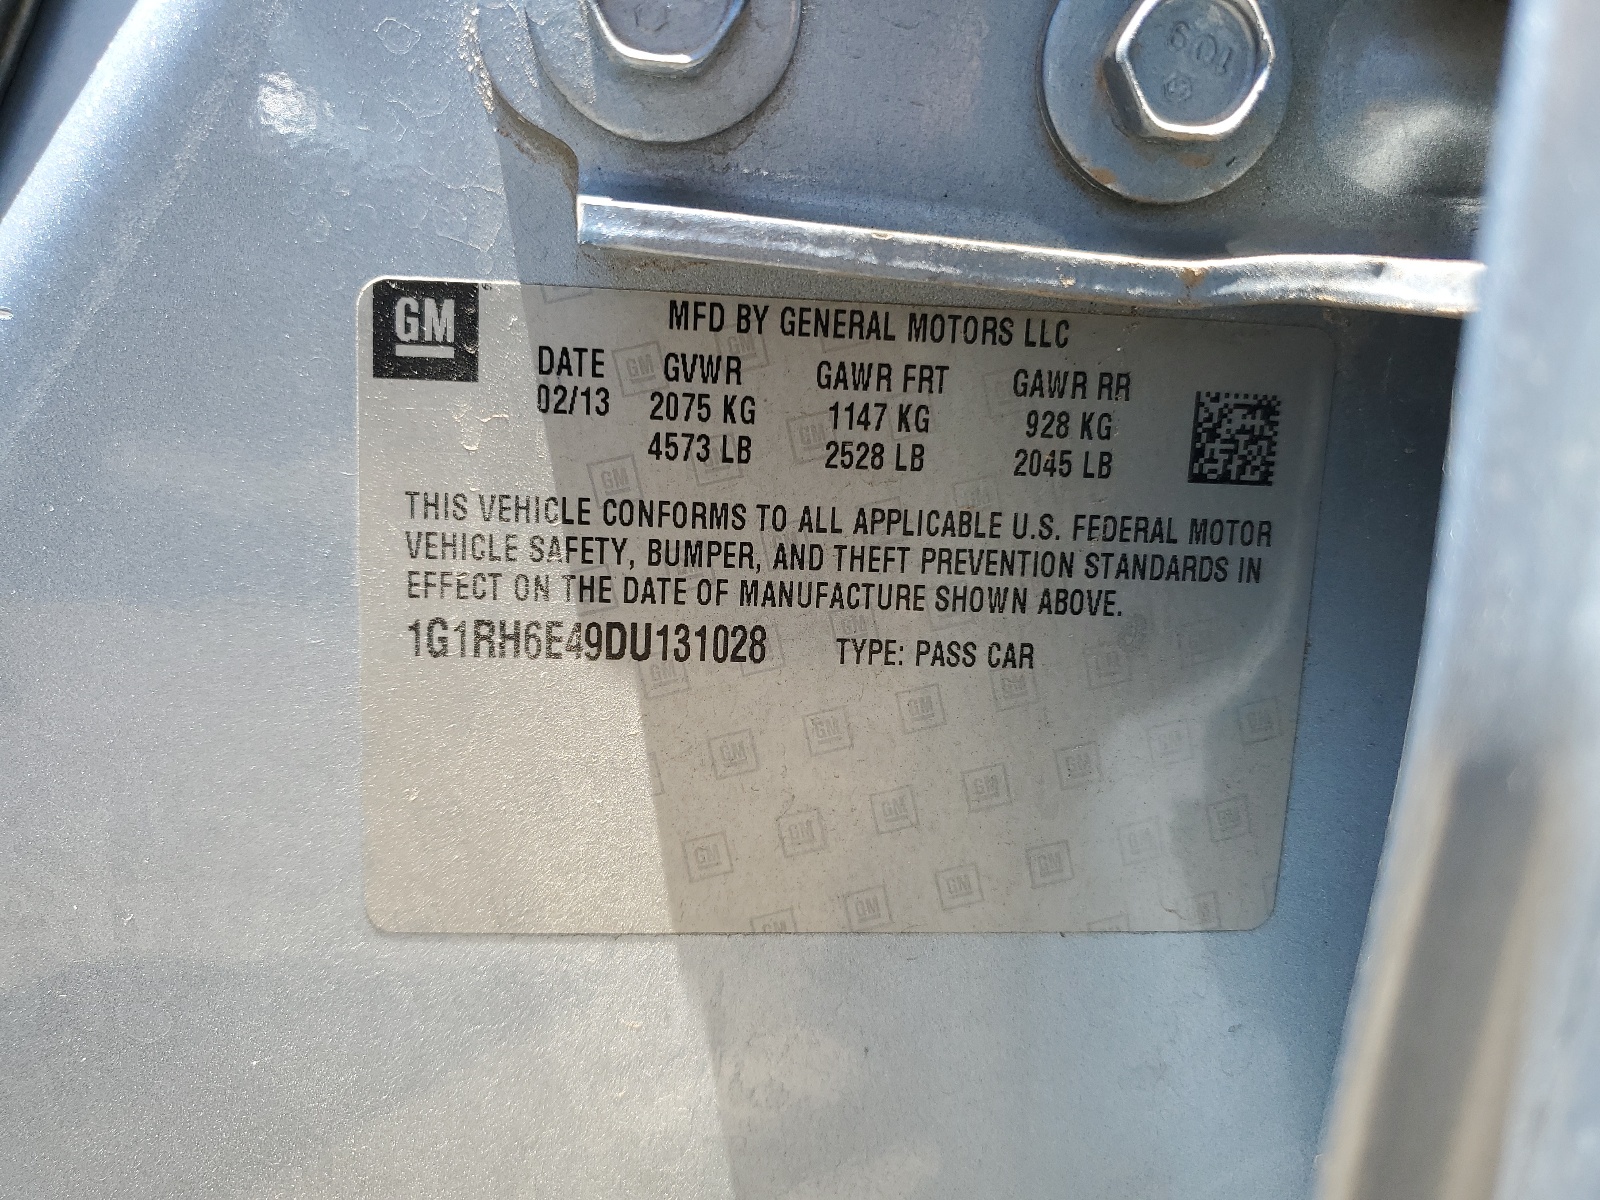 10.9
GM
MFD BY GENERAL MOTORS LLC
DATE GVWR GAWR FRT GAWR RR
02/13 2075 KG 1147 KG 928 KG
4573 LB 2528 LB 2045 LB
THIS VEHICLE CONFORMS TO ALL APPLICABLE U.S. FEDERAL MOTOR
VEHICLE SAFETY, BUMPER, AND THEFT PREVENTION STANDARDS IN
EFFECT ON THE DATE OF MANUFACTURE SHOWN ABOVE.
1G1RH6E49DU131028 TYPE: PASS CAR